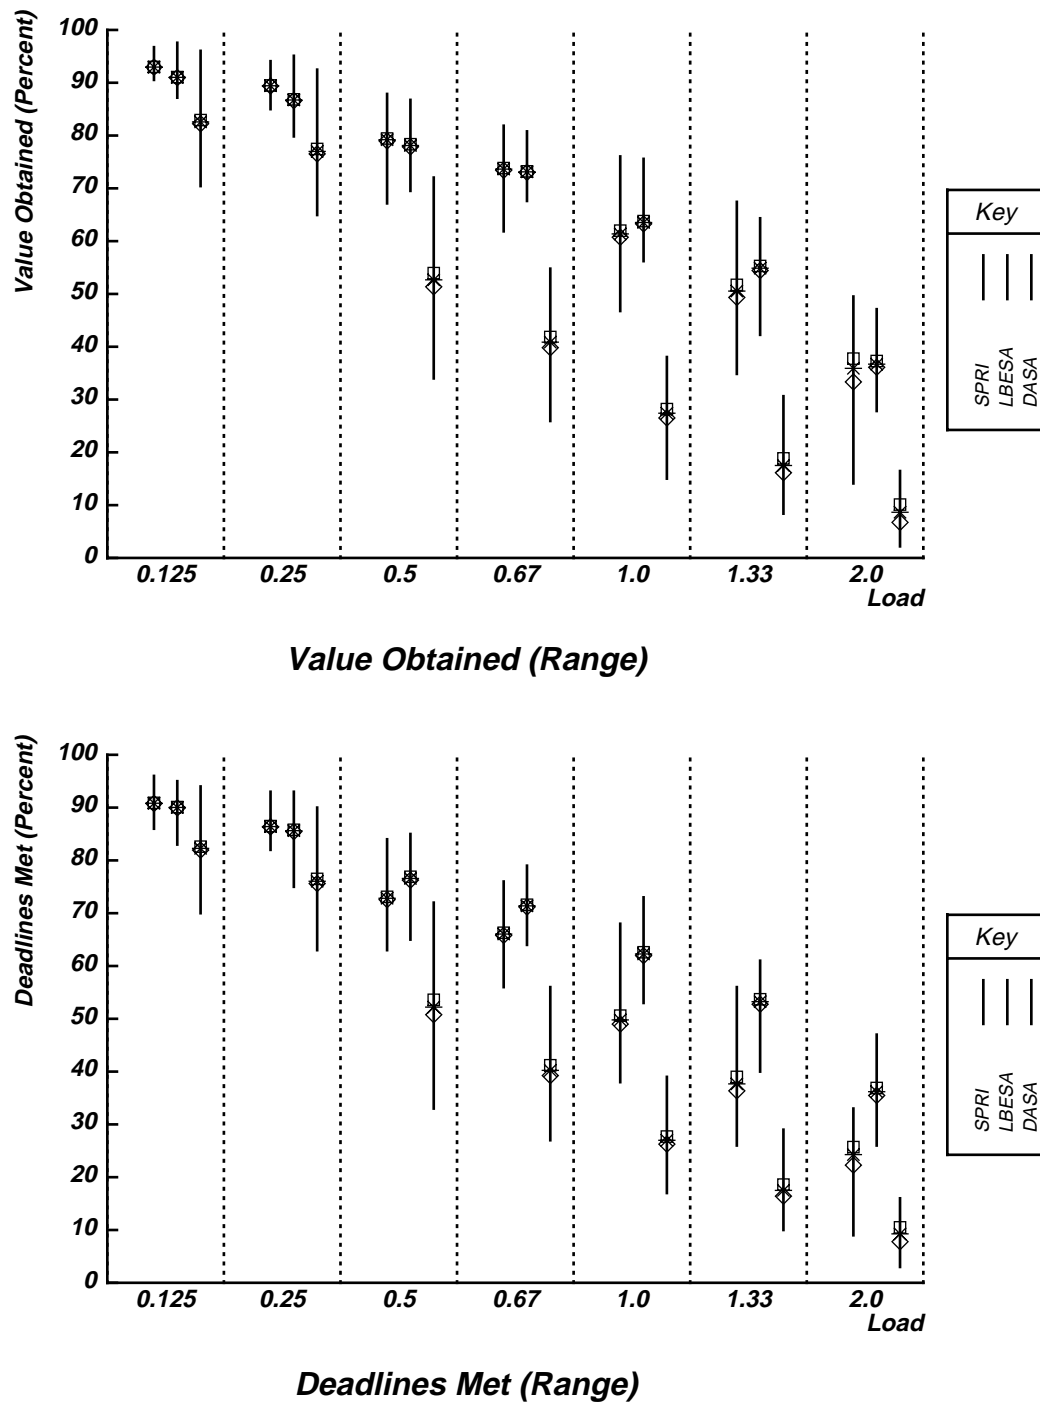 Value Obtained (Percent)
100
90
80
70
60
50
40
30
20
10
0
0.125 0.25 0.5 0.67 1.0 1.33 2.0
Load
Key
SPRI
LBESA
DASA
Value Obtained (Range)
Deadlines Met (Percent)
100
90
80
70
60
50
40
30
20
10
0
0.125 0.25 0.5 0.67 1.0 1.33 2.0
Load
Key
SPRI
LBESA
DASA
Deadlines Met (Range)